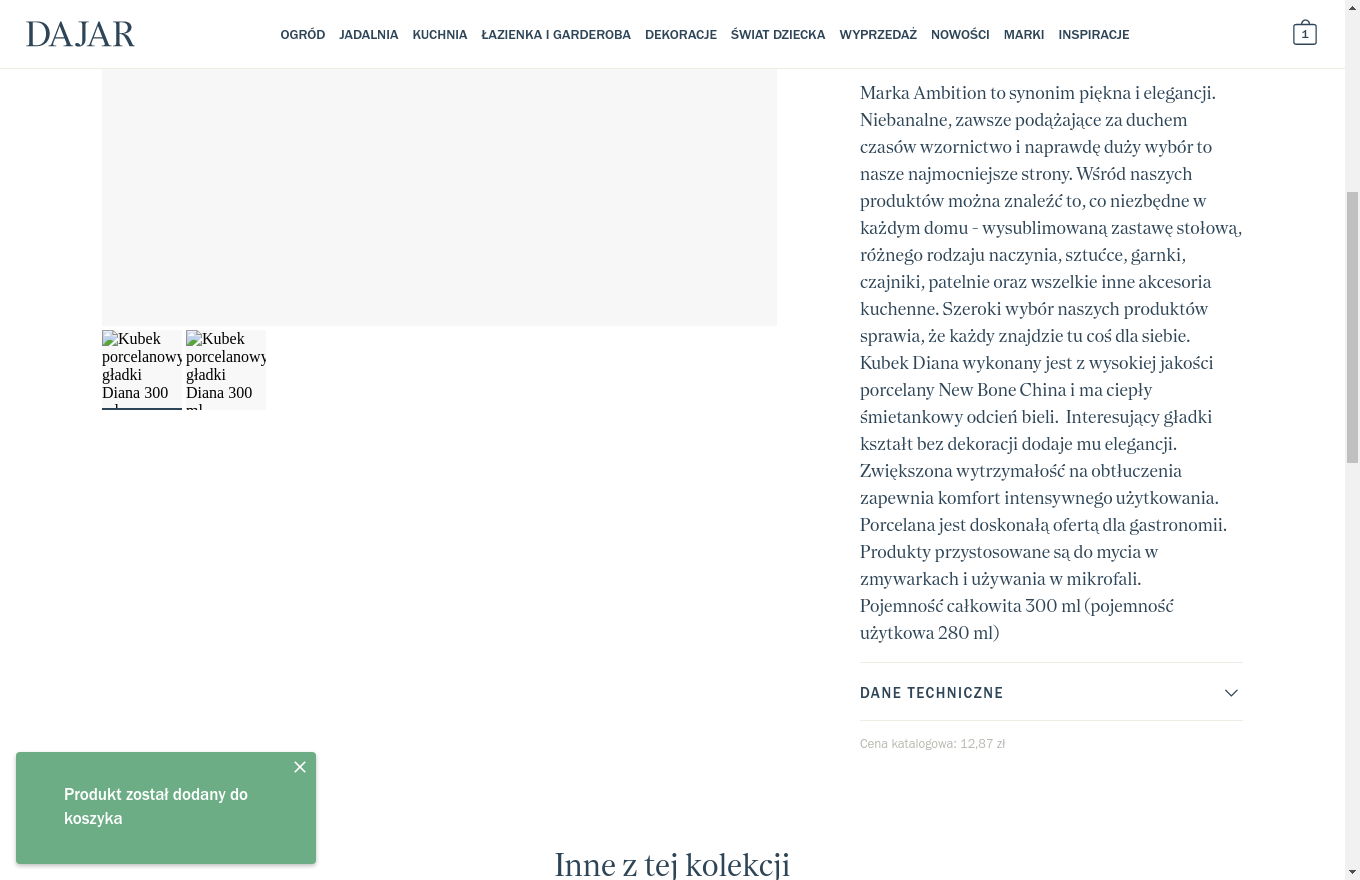 DAJAR
OGRÓD JADALNIA KUCHNIA ŁAZIENKA I GARDEROBA DEKORACJE ŚWIAT DZIECKA WYPRZEDAŻ NOWOŚCI MARKI INSPIRACJE
1
Marka Ambition to synonim piękna i elegancji.
Niebanalne, zawsze podążające za duchem
czasów wzornictwo i naprawdę duży wybór to
nasze najmocniejsze strony. Wśród naszych
produktów można znaleźć to, co niezbędne w
każdym domu - wysublimowaną zastawę stołową,
różnego rodzaju naczynia, sztućce, garnki,
czajniki, patelnie oraz wszelkie inne akcesoria
kuchenne. Szeroki wybór naszych produktów
sprawia, że każdy znajdzie tu coś dla siebie.
Kubek Diana wykonany jest z wysokiej jakości
porcelany New Bone China i ma ciepły
śmietankowy odcień bieli.  Interesujący gładki
kształt bez dekoracji dodaje mu elegancji.
Zwiększona wytrzymałość na obtłuczenia
zapewnia komfort intensywnego użytkowania.
Porcelana jest doskonałą ofertą dla gastronomii.
Produkty przystosowane są do mycia w
zmywarkach i używania w mikrofali.
Pojemność całkowita 300 ml (pojemność
użytkowa 280 ml)
DANE TECHNICZNE
Cena katalogowa: 12,87 zł
Kubek
porcelanowy
gładki
Diana 300
Kubek
porcelanowy
gładki
Diana 300
Produkt został dodany do
koszyka
Inne z tej kolekcji